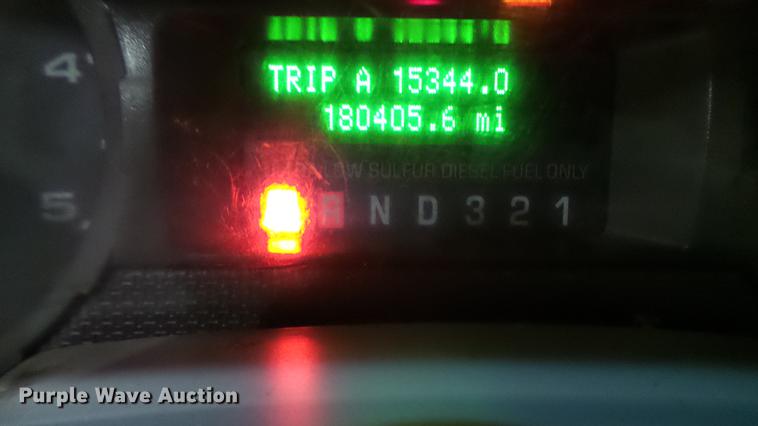 TRIP A 15344.0
180405.6 mi
LOW SULFUR DIESEL FUEL ONLY
R N D 3 2 1
4
5
Purple Wave Auction